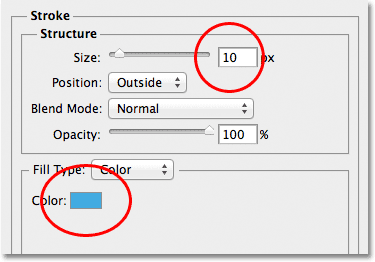 Stroke
Structure
Size: 10 px
Position: Outside
Blend Mode: Normal
Opacity: 100 %
Fill Type: Color
Color: